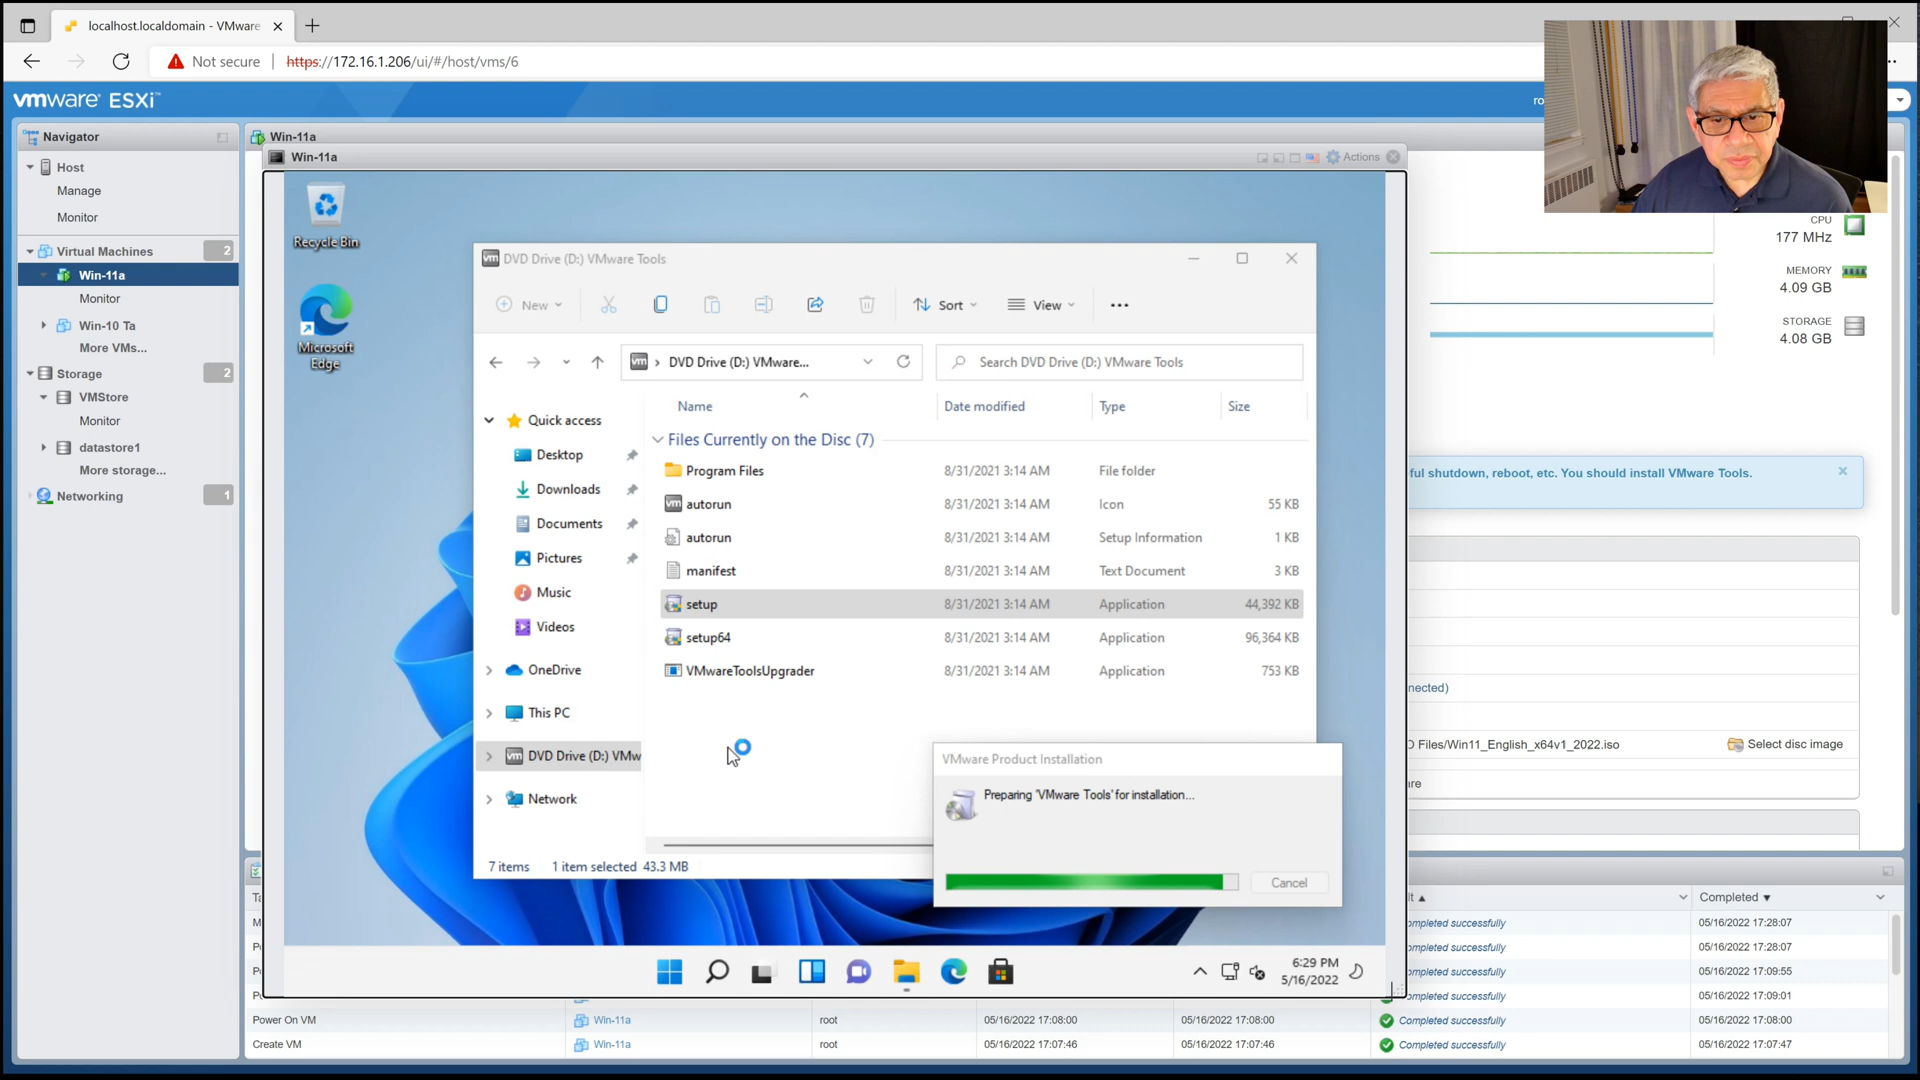 localhost.localdomain - VMware
Not secure
https://172.16.1.206/ui/#/host/vms/6
vmware ESXi™
Navigator
Host
Manage
Monitor
Virtual Machines 2
Win-11a
Monitor
Win-10 Ta
More VMs...
Storage 2
VMStore
Monitor
datastore1
More storage...
Networking 1
Win-11a
Win-11a
Actions
Recycle Bin
Microsoft
Edge
DVD Drive (D:) VMware Tools
New
Sort
View
DVD Drive (D:) VMware...
Search DVD Drive (D:) VMware Tools
Name Date modified Type Size
Quick access
Desktop
Downloads
Documents
Pictures
Music
Videos
OneDrive
This PC
DVD Drive (D:) VMw
Network
Files Currently on the Disc (7)
Program Files 8/31/2021 3:14 AM File folder
autorun 8/31/2021 3:14 AM Icon 55 KB
autorun 8/31/2021 3:14 AM Setup Information 1 KB
manifest 8/31/2021 3:14 AM Text Document 3 KB
setup 8/31/2021 3:14 AM Application 44,392 KB
setup64 8/31/2021 3:14 AM Application 96,364 KB
VMwareToolsUpgrader 8/31/2021 3:14 AM Application 753 KB
7 items 1 item selected 43.3 MB
VMware Product Installation
Preparing 'VMware Tools' for installation...
Cancel
6:29 PM
5/16/2022
CPU
177 MHz
MEMORY
4.09 GB
STORAGE
4.08 GB
ful shutdown, reboot, etc. You should install VMware Tools.
nected)
Files/Win11_English_x64v1_2022.iso
Select disc image
are
Completed
ompleted successfully 05/16/2022 17:28:07
ompleted successfully 05/16/2022 17:28:07
ompleted successfully 05/16/2022 17:09:55
ompleted successfully 05/16/2022 17:09:01
Power On VM Win-11a root 05/16/2022 17:08:00 05/16/2022 17:08:00 Completed successfully 05/16/2022 17:08:00
Create VM Win-11a root 05/16/2022 17:07:46 05/16/2022 17:07:46 Completed successfully 05/16/2022 17:07:47